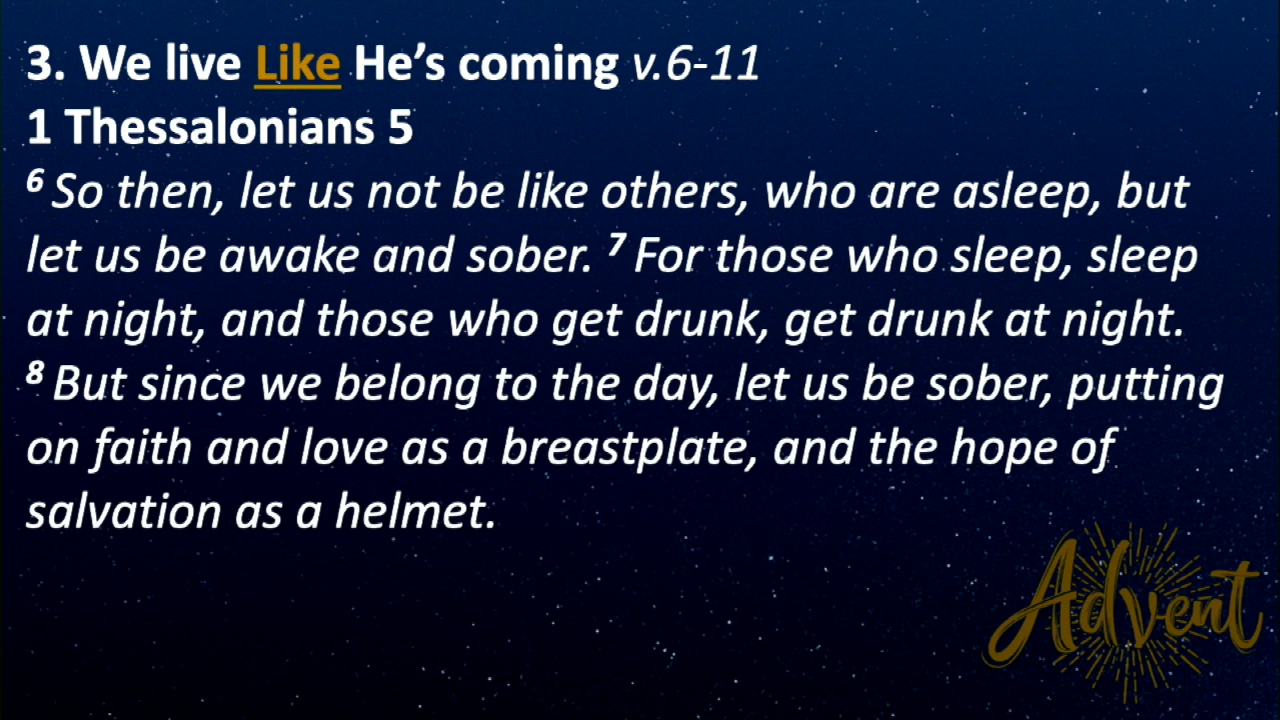 3. We live Like He's coming v.6-11
1 Thessalonians 5
⁶ So then, let us not be like others, who are asleep, but
let us be awake and sober. ⁷ For those who sleep, sleep
at night, and those who get drunk, get drunk at night.
⁸ But since we belong to the day, let us be sober, putting
on faith and love as a breastplate, and the hope of
salvation as a helmet.
Advent